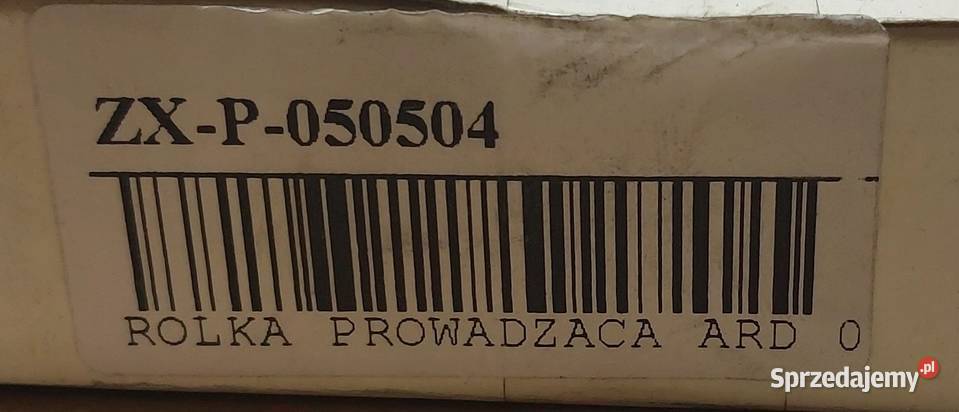 ZX-P-050504
ROLKA PROWADZACA ARD 0
Sprzedajemy.pl